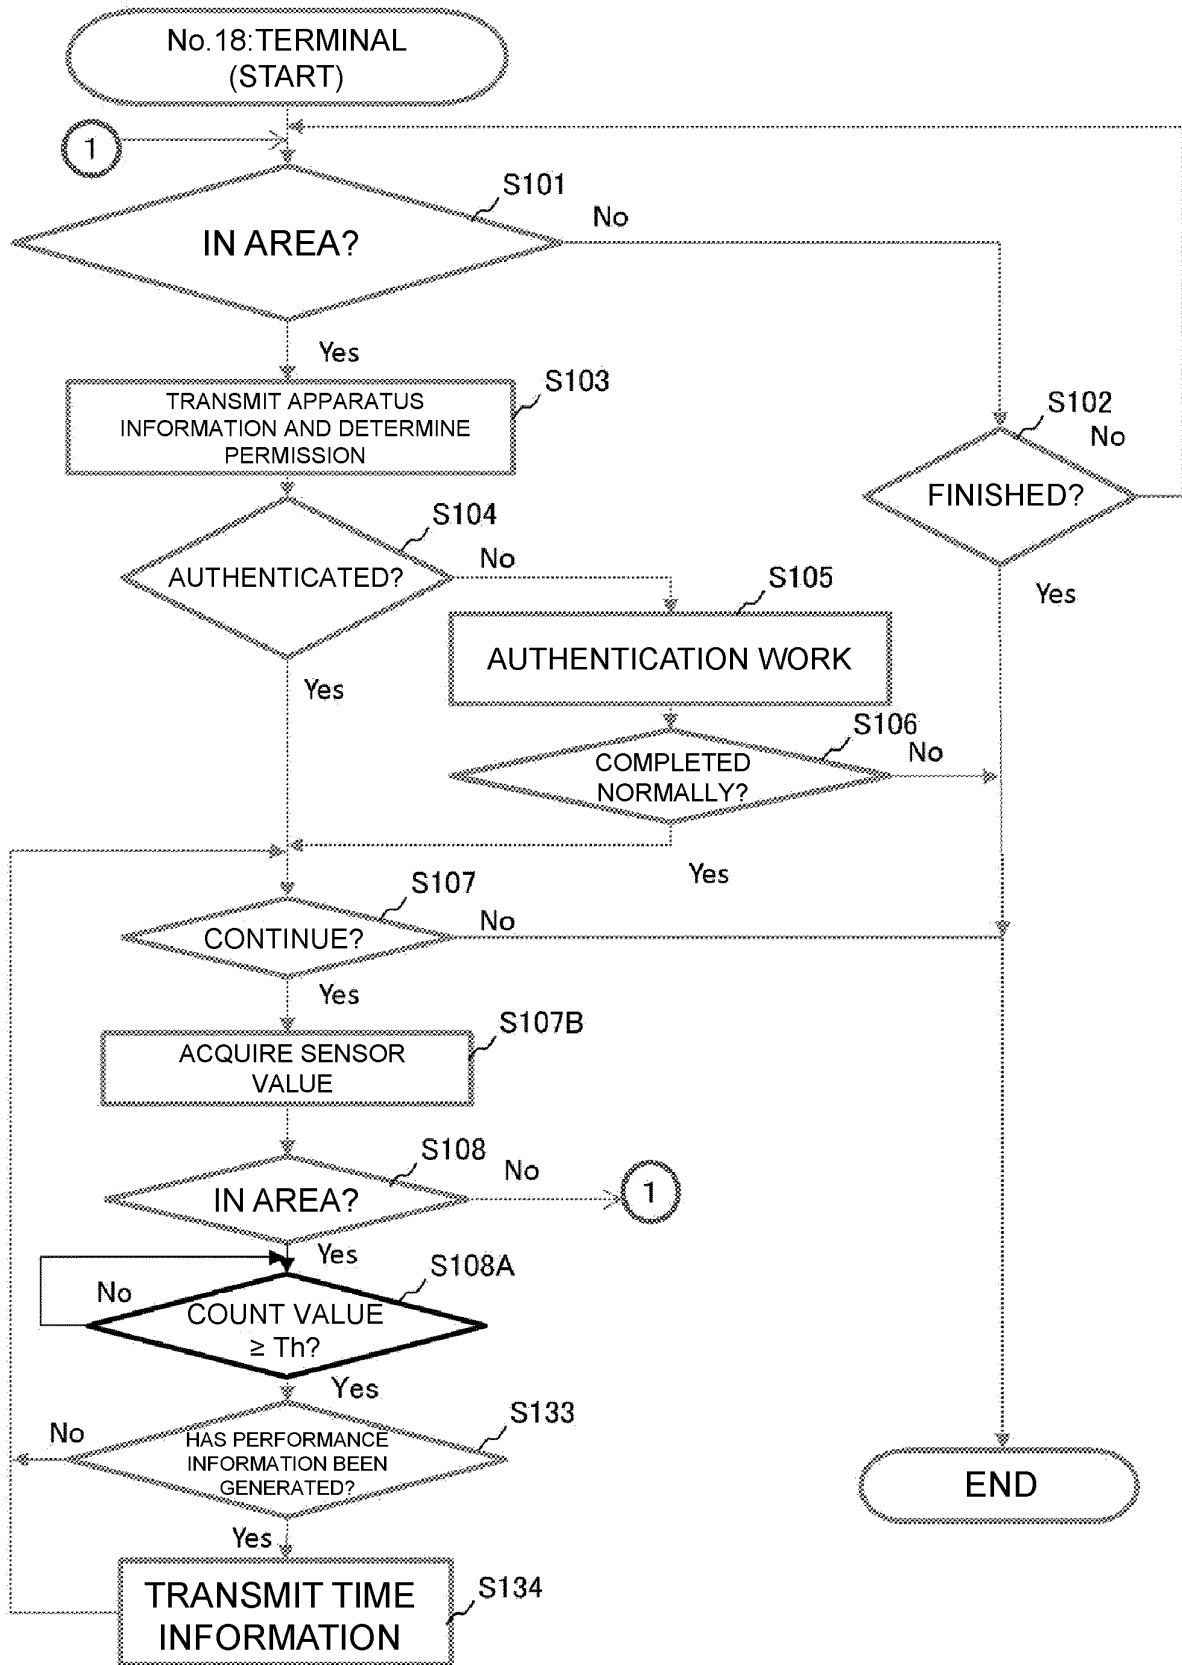 No.18:TERMINAL
(START)
1
S101
IN AREA?
No
Yes
S103
TRANSMIT APPARATUS
INFORMATION AND DETERMINE
PERMISSION
S102
No
FINISHED?
Yes
S104
No
AUTHENTICATED?
Yes
S105
AUTHENTICATION WORK
S106
No
COMPLETED
NORMALLY?
Yes
S107
No
CONTINUE?
Yes
S107B
ACQUIRE SENSOR
VALUE
S108
No
1
IN AREA?
Yes
S108A
No
COUNT VALUE
≥ Th?
Yes
S133
No
HAS PERFORMANCE
INFORMATION BEEN
GENERATED?
Yes
END
S134
TRANSMIT TIME
INFORMATION